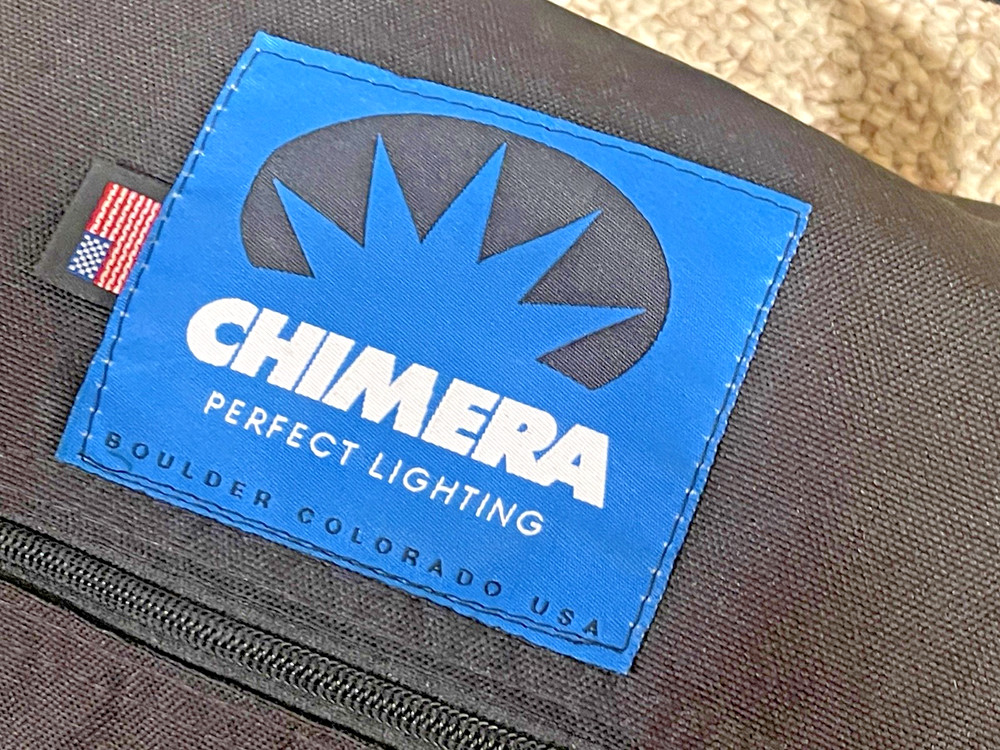 CHIMERA
PERFECT LIGHTING
BOULDER COLORADO USA